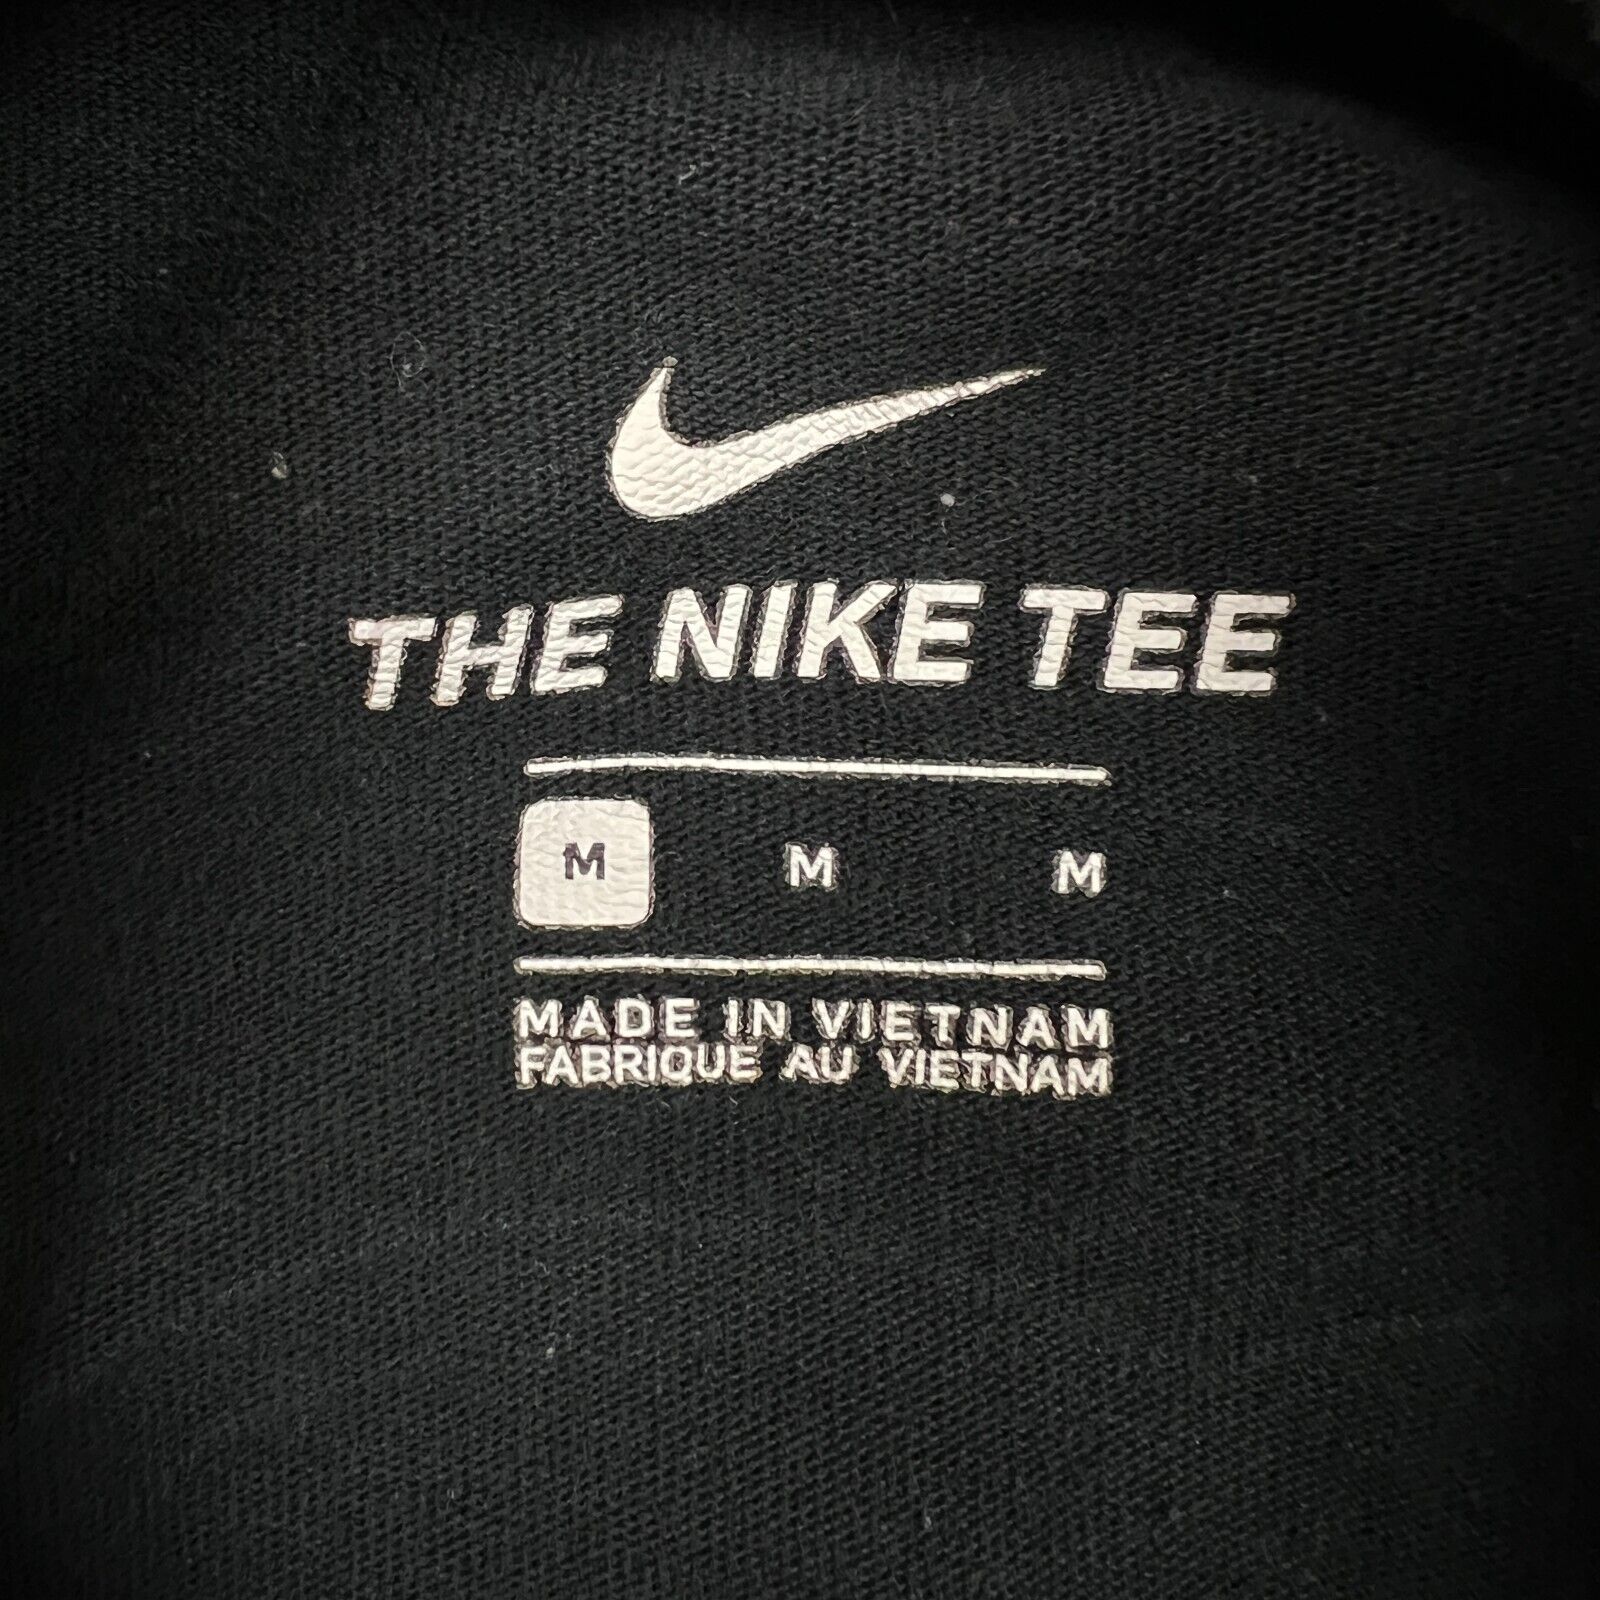 THE NIKE TEE
M M M
MADE IN VIETNAM
FABRIQUE AU VIETNAM